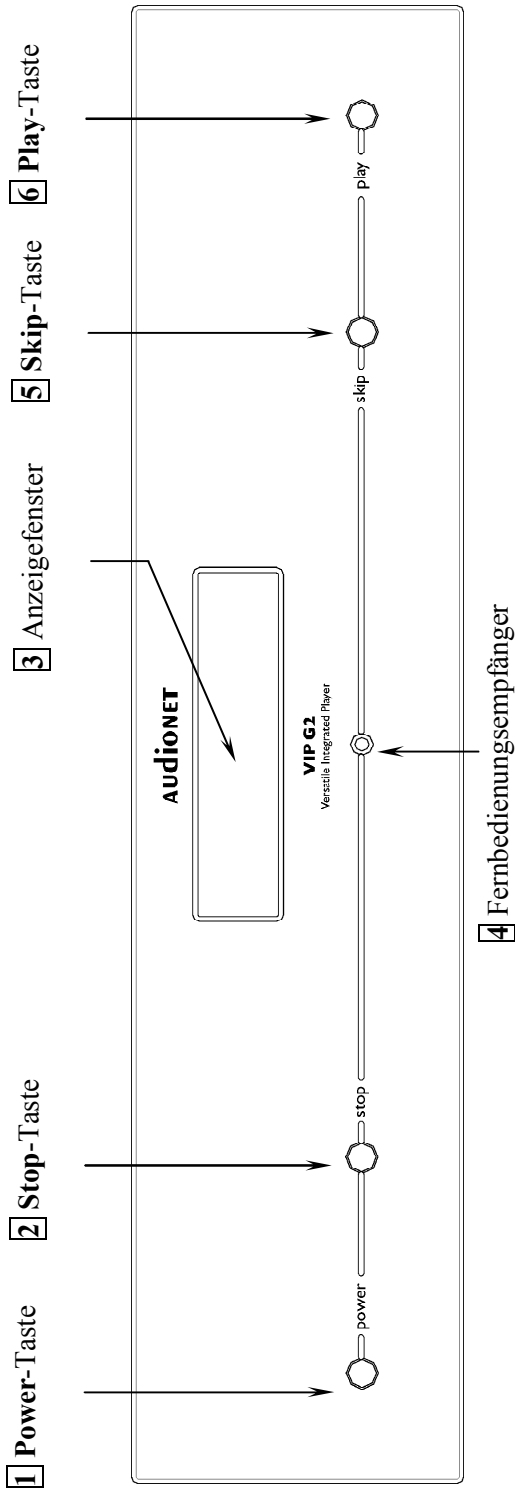 1 Power-Taste
2 Stop-Taste
3 Anzeigefenster
5 Skip-Taste
6 Play-Taste
AUdIONET
VIP G2
Versatile Integrated Player
power
stop
skip
play
4 Fernbedienungsempfänger